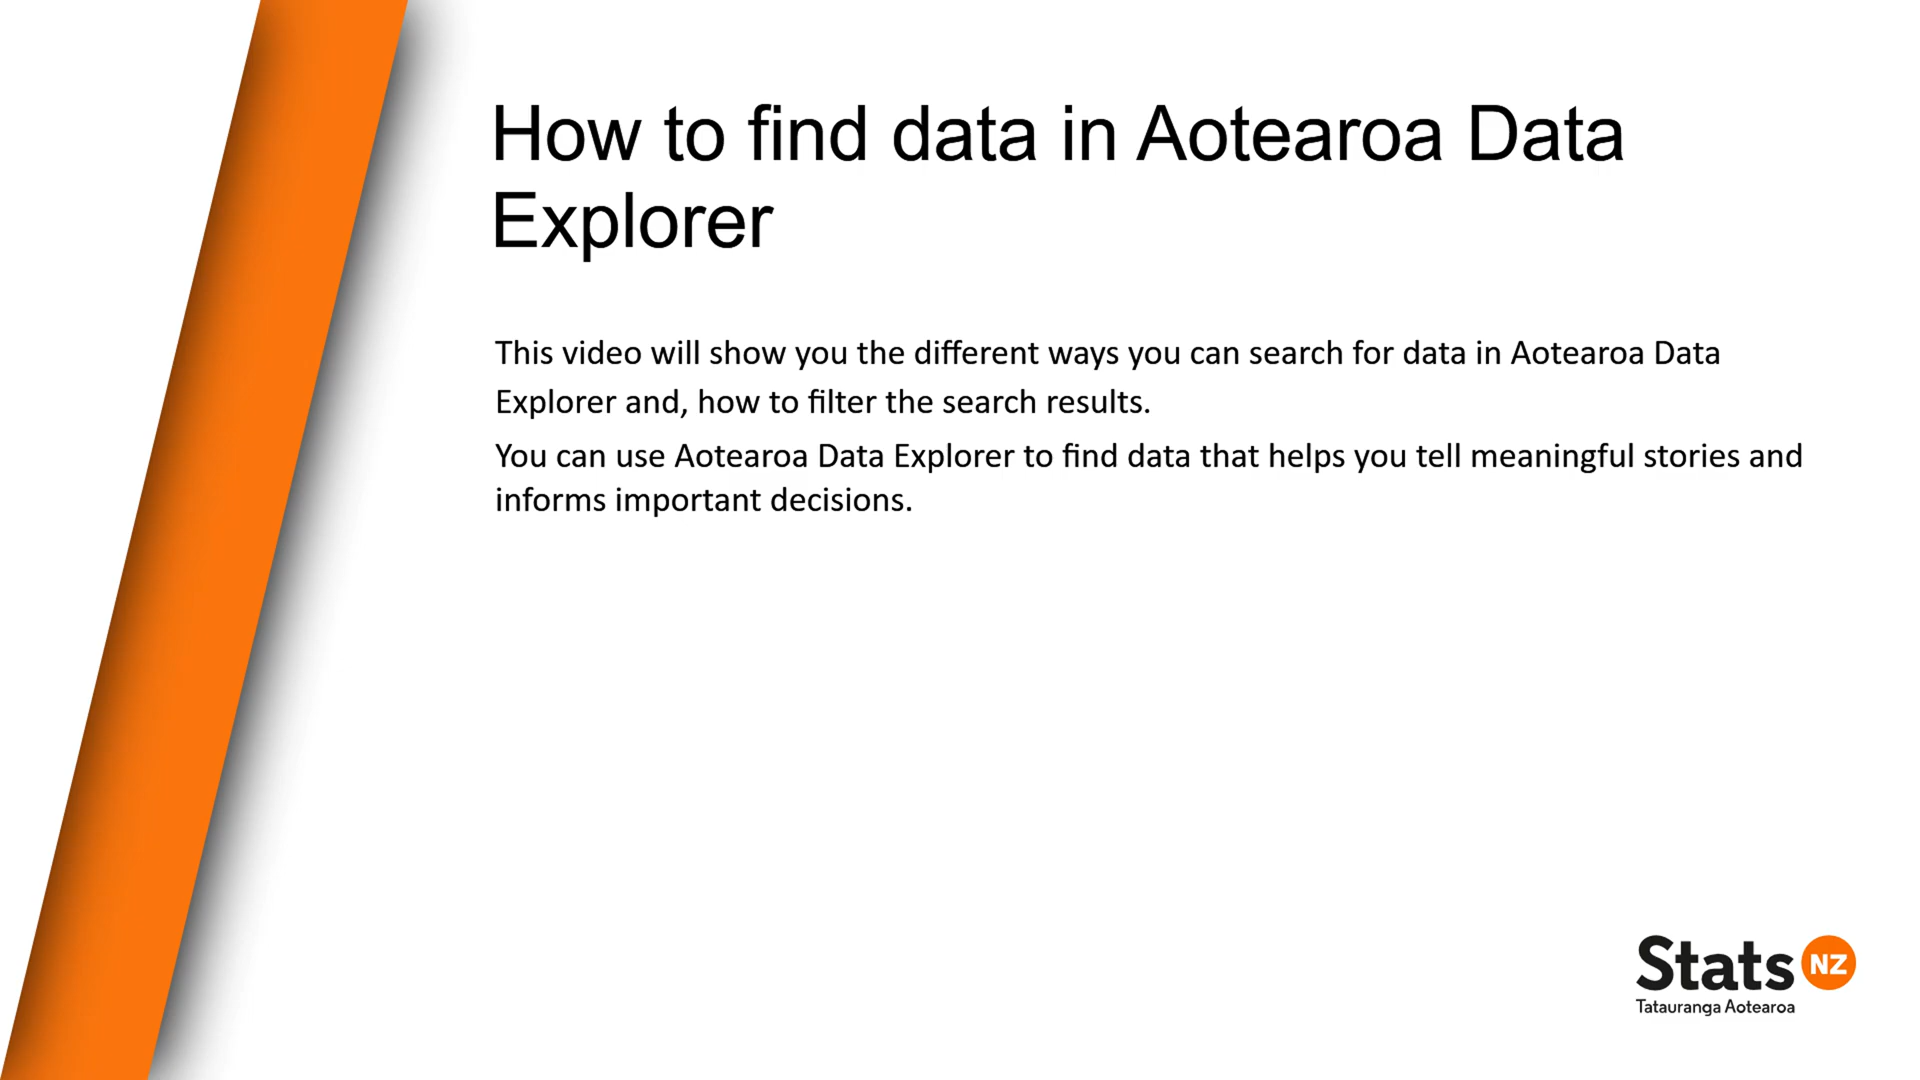 How to find data in Aotearoa Data
Explorer
This video will show you the different ways you can search for data in Aotearoa Data
Explorer and, how to filter the search results.
You can use Aotearoa Data Explorer to find data that helps you tell meaningful stories and
informs important decisions.
Stats NZ
Tatauranga Aotearoa